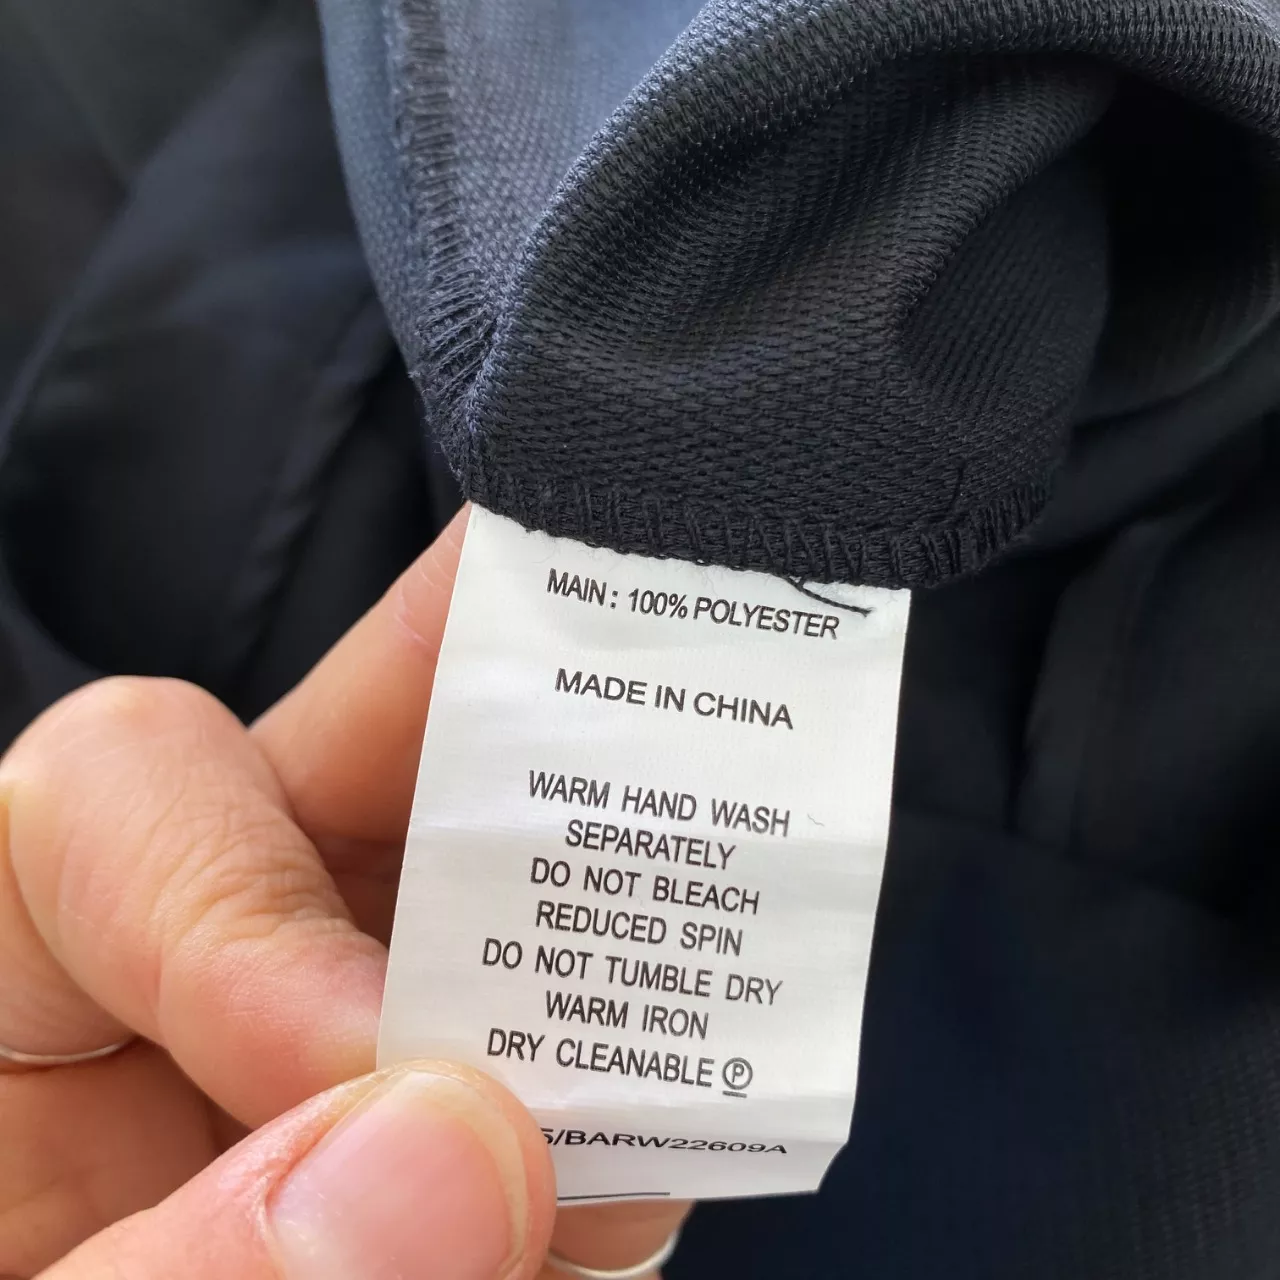 MAIN : 100% POLYESTER
MADE IN CHINA
WARM HAND WASH
SEPARATELY
DO NOT BLEACH
REDUCED SPIN
DO NOT TUMBLE DRY
WARM IRON
DRY CLEANABLE Ⓟ
5/BARW22609A